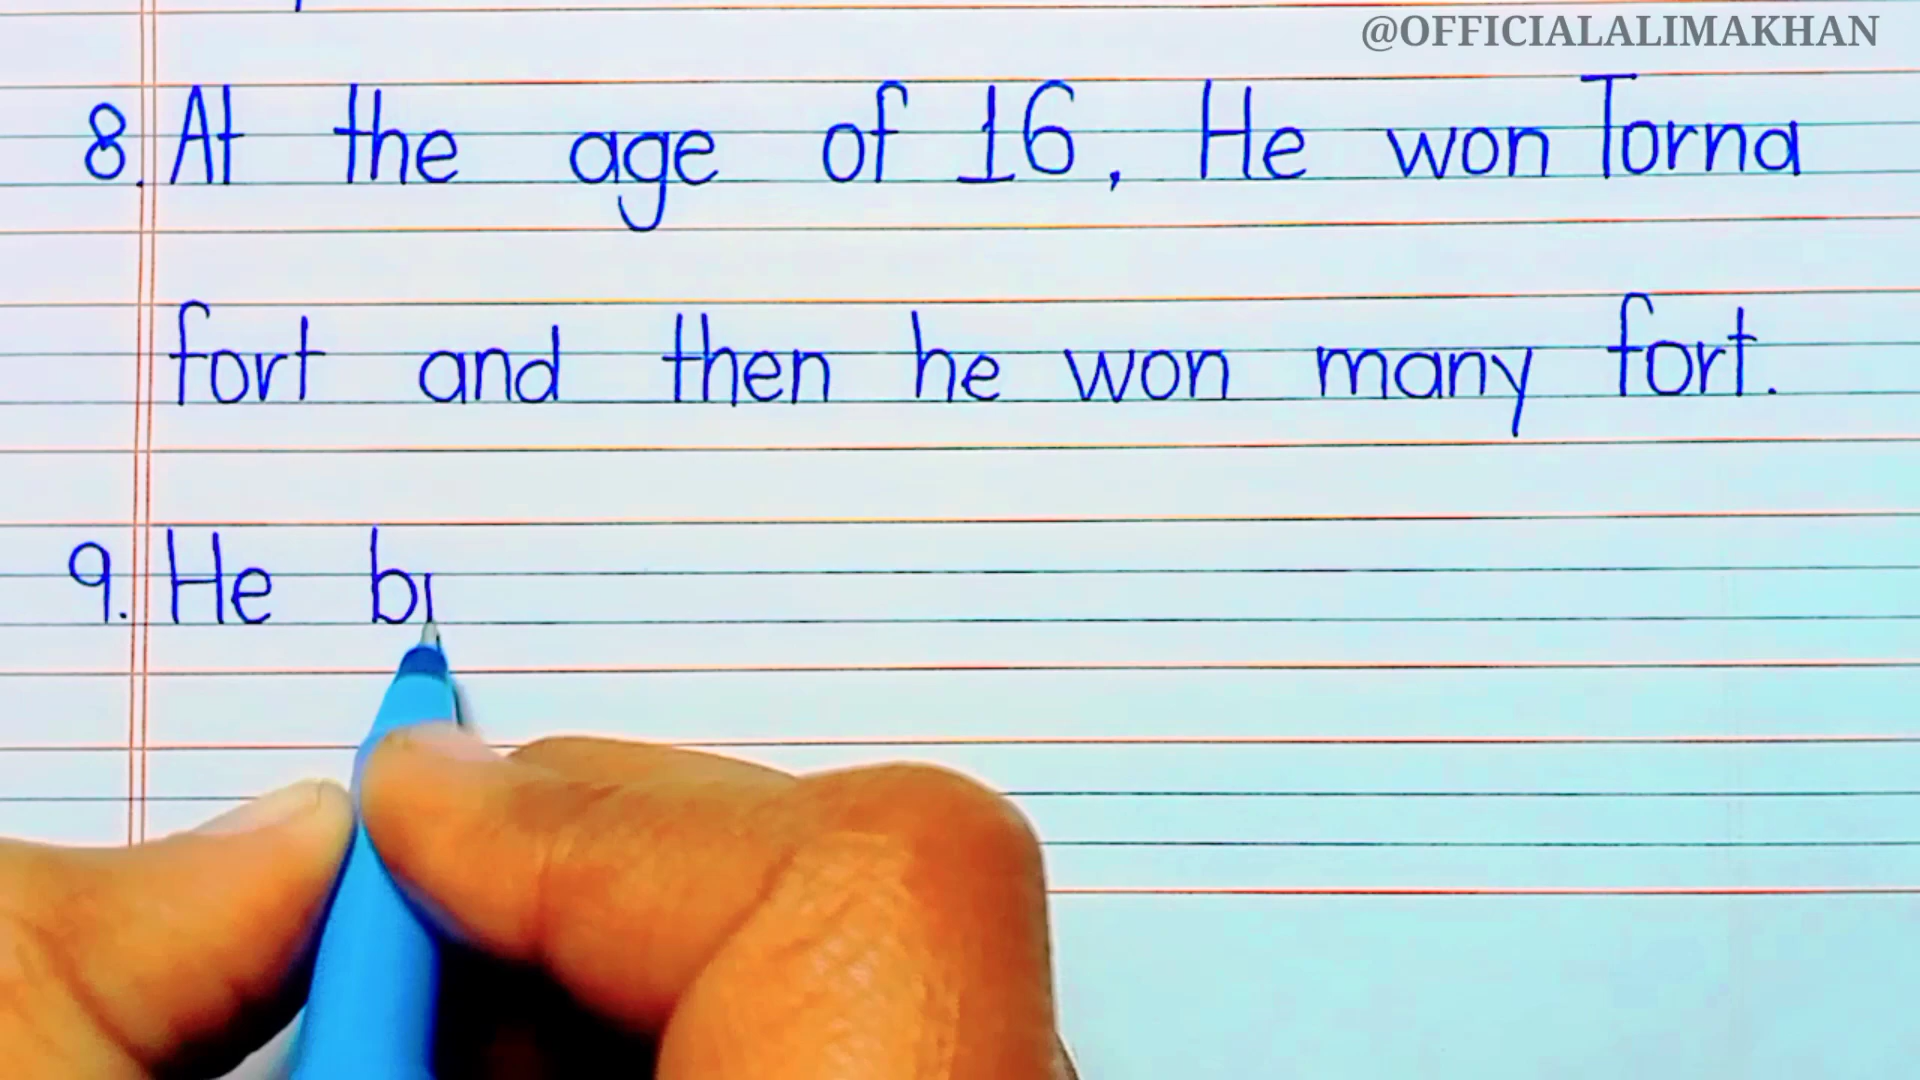 @OFFICIALALIMAKHAN
8. At the age of 16, He won Torna
fort and then he won many fort.
9. He